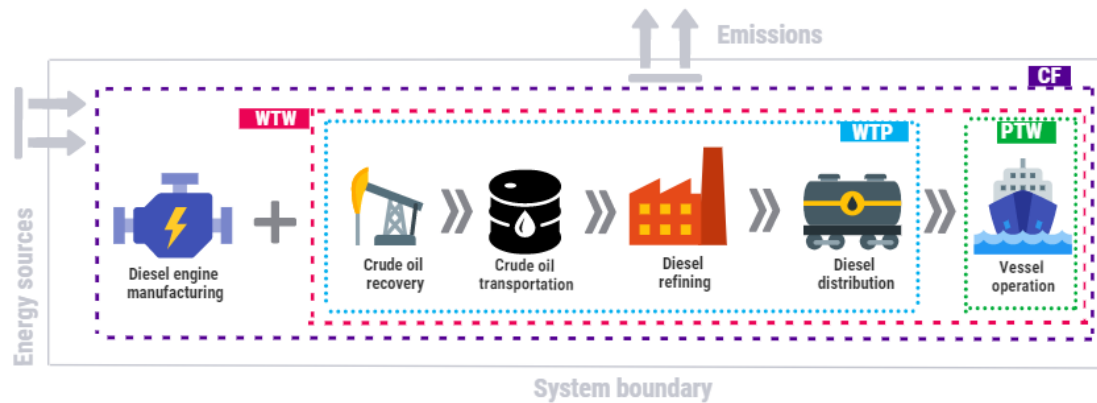 Emissions
CF
WTW
WTP
PTW
Energy sources
Diesel engine
manufacturing
Crude oil
recovery
Crude oil
transportation
Diesel
refining
Diesel
distribution
Vessel
operation
System boundary